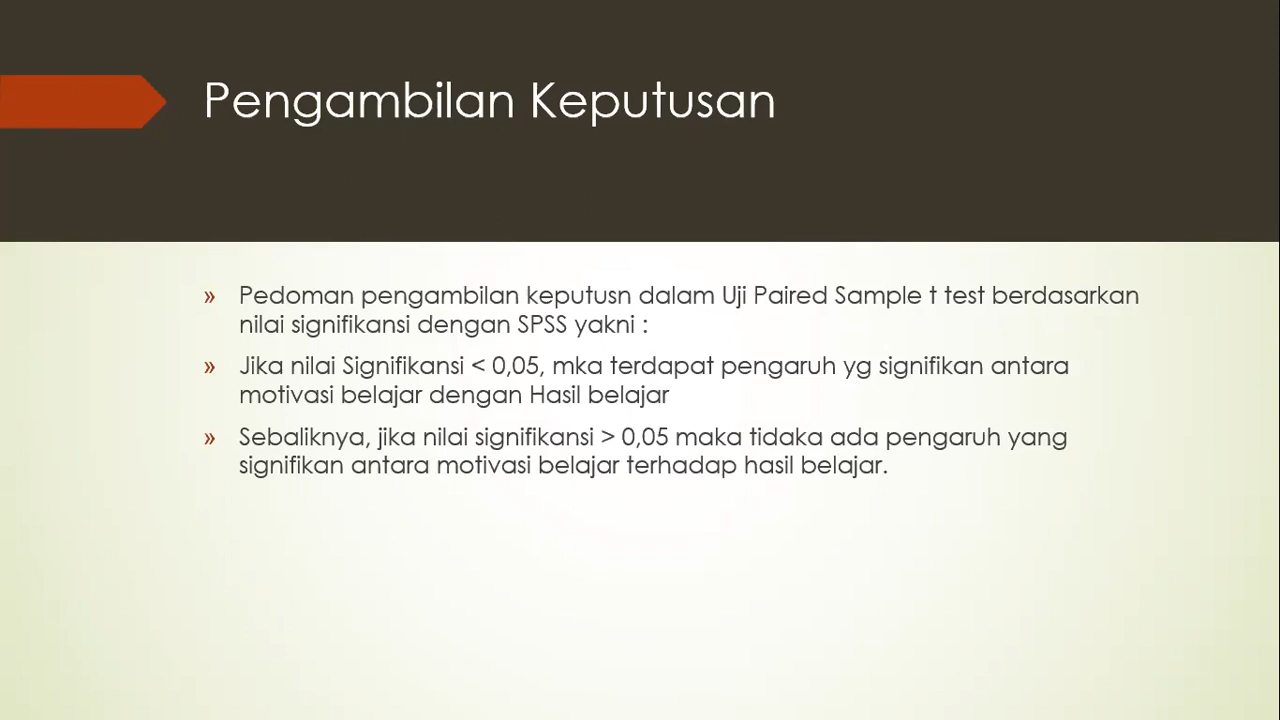 Pengambilan Keputusan
» Pedoman pengambilan keputusn dalam Uji Paired Sample t test berdasarkan
nilai signifikansi dengan SPSS yakni :
» Jika nilai Signifikansi < 0,05, mka terdapat pengaruh yg signifikan antara
motivasi belajar dengan Hasil belajar
» Sebaliknya, jika nilai signifikansi > 0,05 maka tidaka ada pengaruh yang
signifikan antara motivasi belajar terhadap hasil belajar.